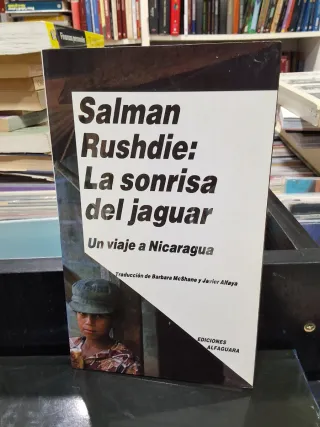 Salman
Rushdie:
La sonrisa
del jaguar
Un viaje a Nicaragua
Traducción de Barbara McShane y Javier Alfaya
EDICIONES
ALFAGUARA